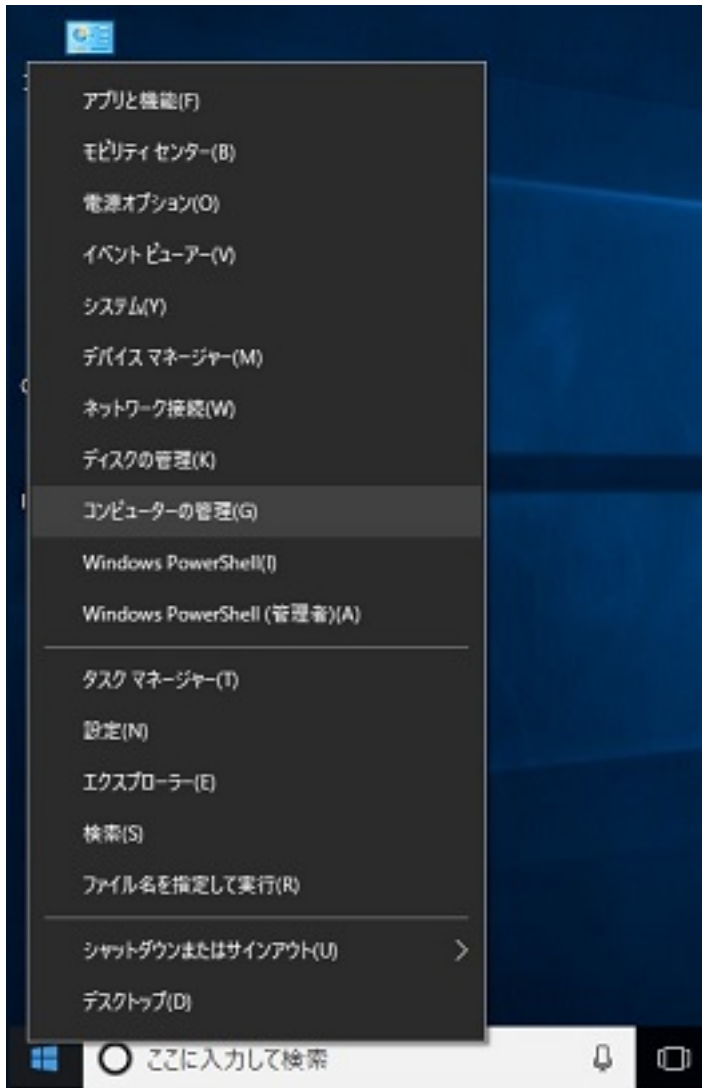 アプリと機能(F)
モビリティ センター(B)
電源オプション(O)
イベント ビューアー(V)
システム(Y)
デバイス マネージャー(M)
ネットワーク接続(W)
ディスクの管理(K)
コンピューターの管理(G)
Windows PowerShell(I)
Windows PowerShell (管理者)(A)
タスク マネージャー(T)
設定(N)
エクスプローラー(E)
検索(S)
ファイル名を指定して実行(R)
シャットダウンまたはサインアウト(U)
デスクトップ(D)
ここに入力して検索